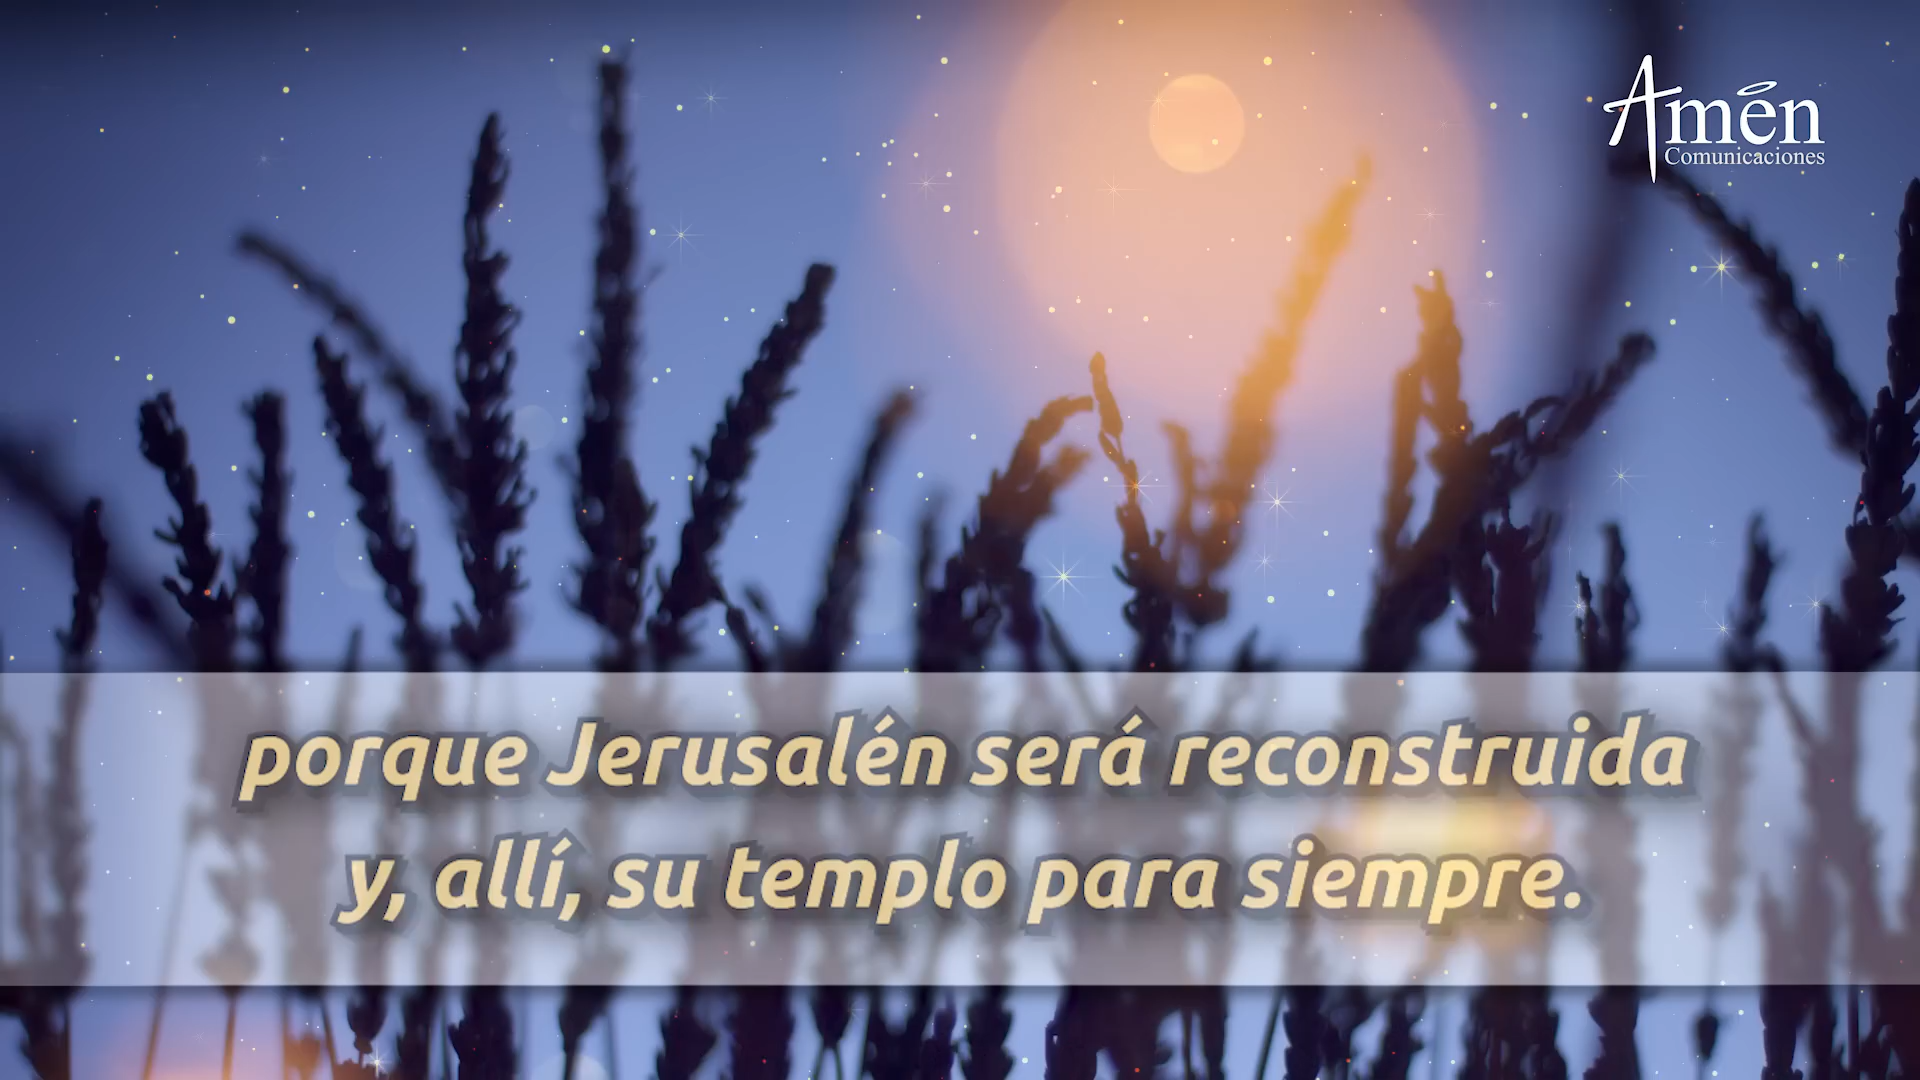 Amén
Comunicaciones
porque Jerusalén será reconstruida
y, allí, su templo para siempre.